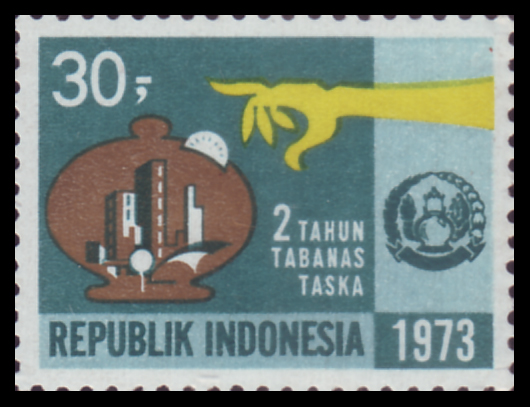 30,-
2 TAHUN
TABANAS
TASKA
REPUBLIK INDONESIA
1973